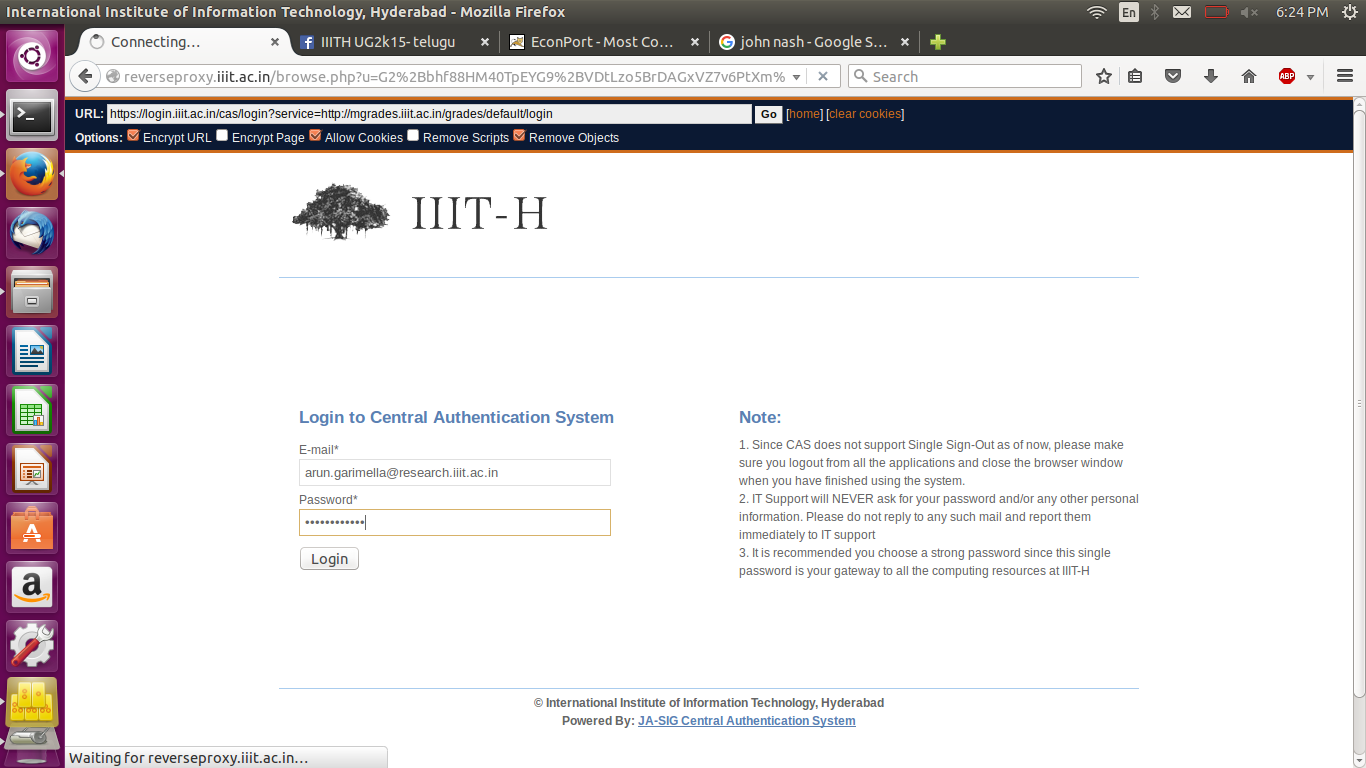 International Institute of Information Technology, Hyderabad - Mozilla Firefox
En
6:24 PM
Connecting…
IIITH UG2k15- telugu
EconPort - Most Co…
john nash - Google S…
reverseproxy.iiit.ac.in/browse.php?u=G2%2Bbhf88HM40TpEYG9%2BVDtLzo5BrDAGxVZ7v6PtXm%
Search
ABP
URL: https://login.iiit.ac.in/cas/login?service=http://mgrades.iiit.ac.in/grades/default/login Go [home] [clear cookies]
Options: Encrypt URL Encrypt Page Allow Cookies Remove Scripts Remove Objects
IIIT-H
Login to Central Authentication System
E-mail*
arun.garimella@research.iiit.ac.in
Password*
••••••••••••
Login
Note:
1. Since CAS does not support Single Sign-Out as of now, please make
sure you logout from all the applications and close the browser window
when you have finished using the system.
2. IT Support will NEVER ask for your password and/or any other personal
information. Please do not reply to any such mail and report them
immediately to IT support
3. It is recommended you choose a strong password since this single
password is your gateway to all the computing resources at IIIT-H
© International Institute of Information Technology, Hyderabad
Powered By: JA-SIG Central Authentication System
Waiting for reverseproxy.iiit.ac.in…